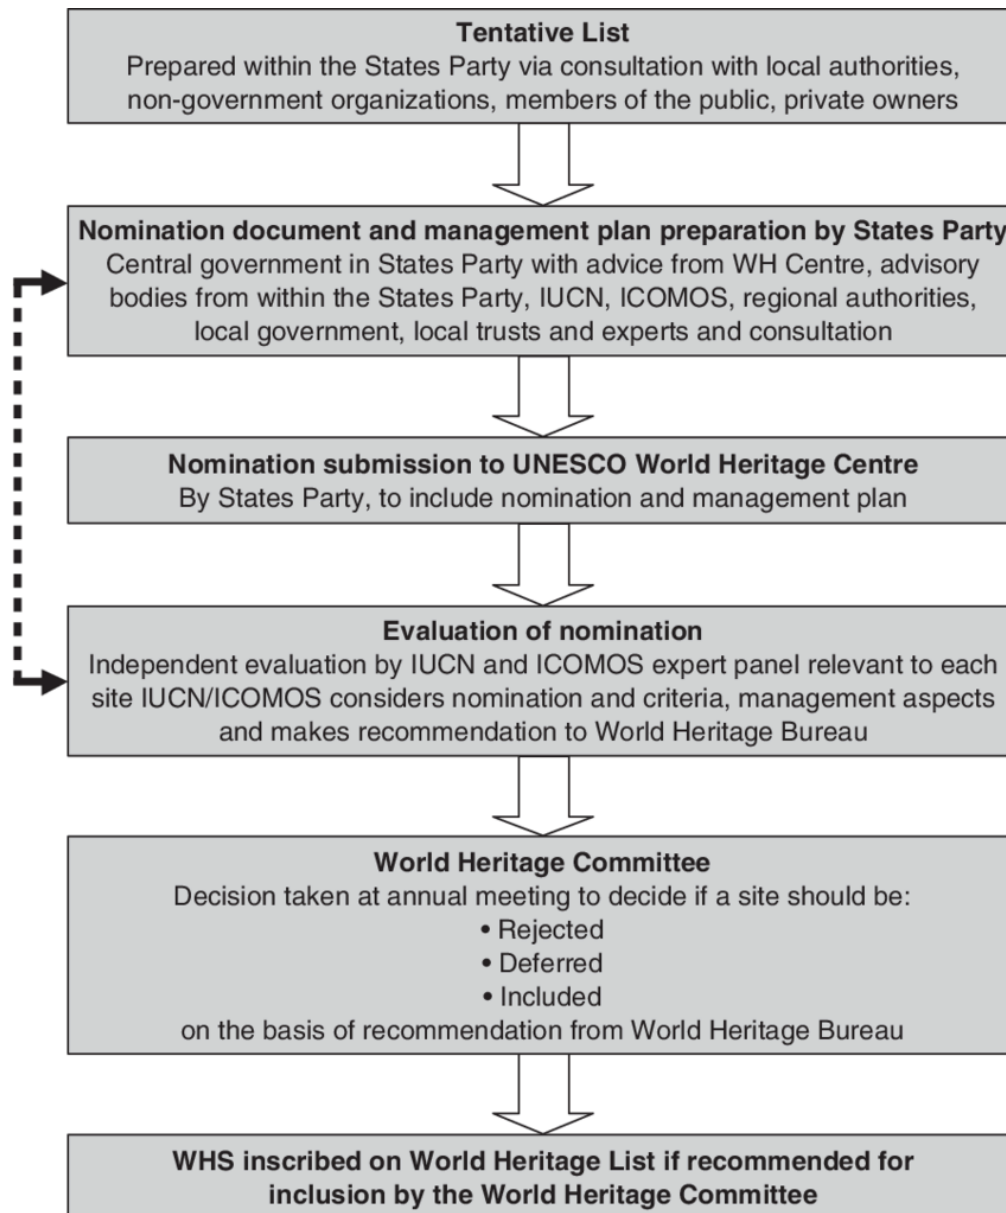 Tentative List
Prepared within the States Party via consultation with local authorities,
non-government organizations, members of the public, private owners
Nomination document and management plan preparation by States Party
Central government in States Party with advice from WH Centre, advisory
bodies from within the States Party, IUCN, ICOMOS, regional authorities,
local government, local trusts and experts and consultation
Nomination submission to UNESCO World Heritage Centre
By States Party, to include nomination and management plan
Evaluation of nomination
Independent evaluation by IUCN and ICOMOS expert panel relevant to each
site IUCN/ICOMOS considers nomination and criteria, management aspects
and makes recommendation to World Heritage Bureau
World Heritage Committee
Decision taken at annual meeting to decide if a site should be:
• Rejected
• Deferred
• Included
on the basis of recommendation from World Heritage Bureau
WHS inscribed on World Heritage List if recommended for
inclusion by the World Heritage Committee